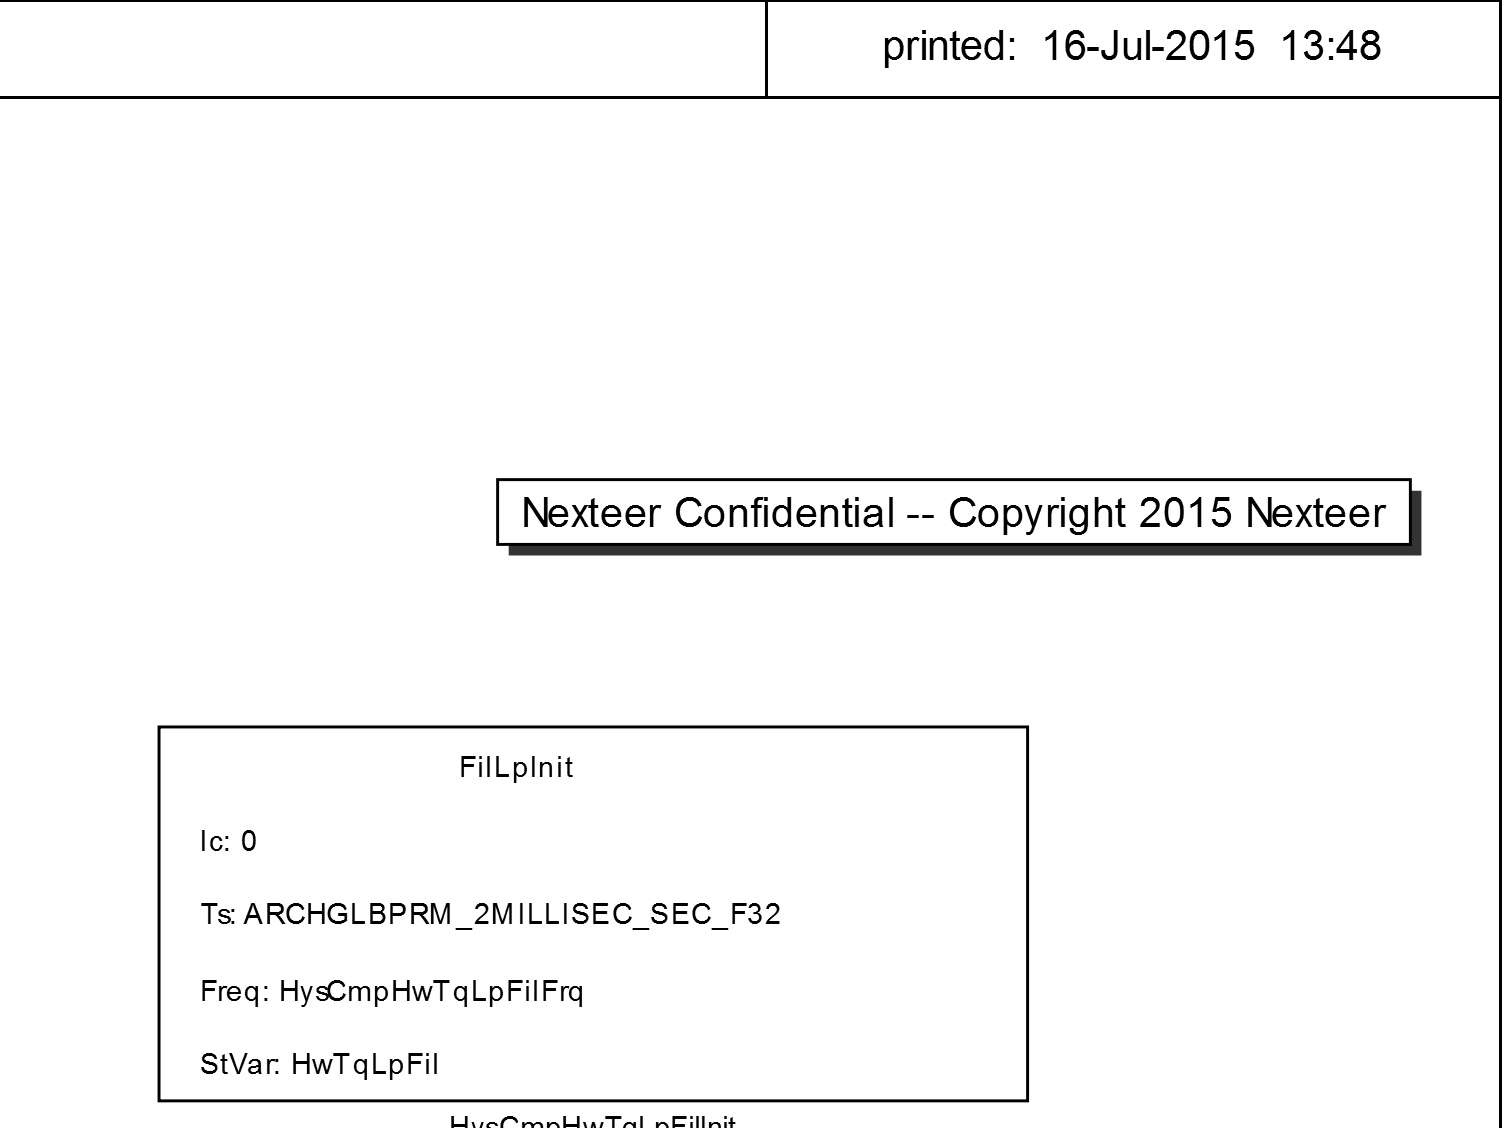 printed: 16-Jul-2015 13:48
Nexteer Confidential -- Copyright 2015 Nexteer
FilLpInit
Ic: 0
Ts: ARCHGLBPRM_2MILLISEC_SEC_F32
Freq: HysCmpHwTqLpFilFrq
StVar: HwTqLpFil
HysCmpHwTqLpFilInit